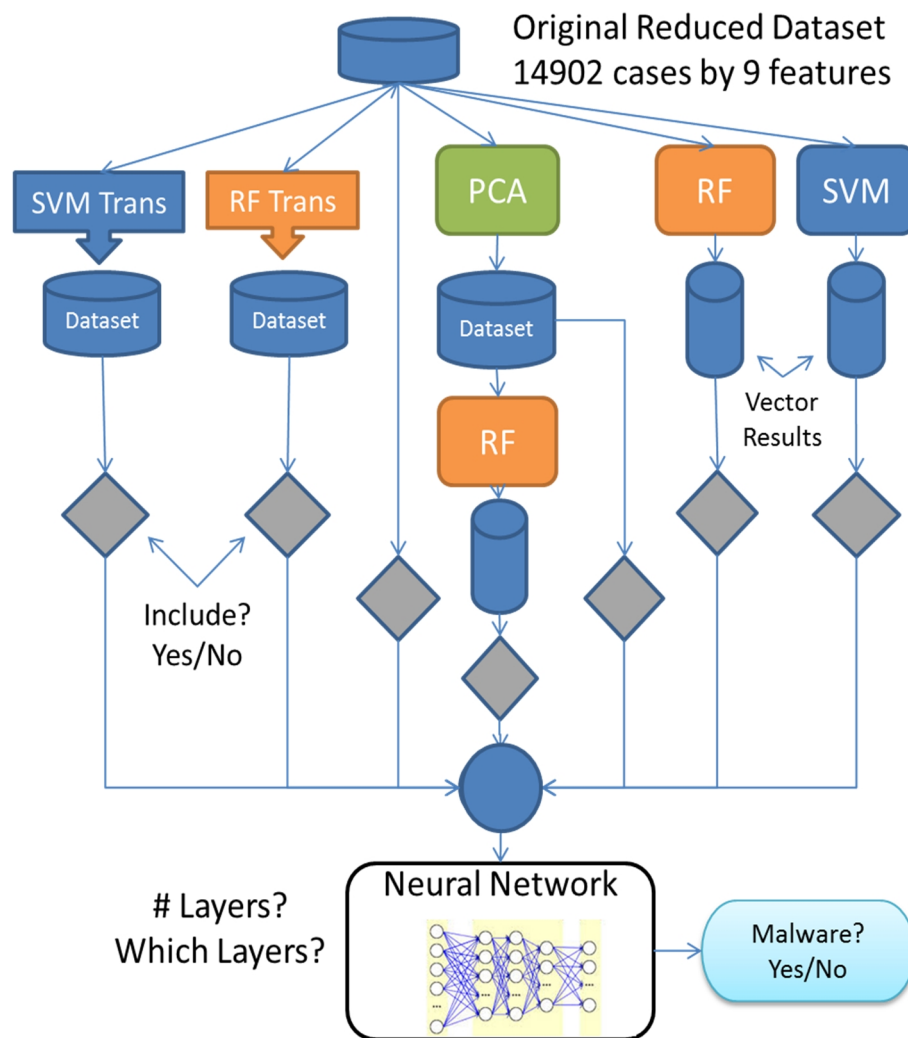 Original Reduced Dataset
14902 cases by 9 features
SVM Trans
RF Trans
PCA
RF
SVM
Dataset
Dataset
Dataset
RF
Vector
Results
Include?
Yes/No
Neural Network
# Layers?
Which Layers?
Malware?
Yes/No